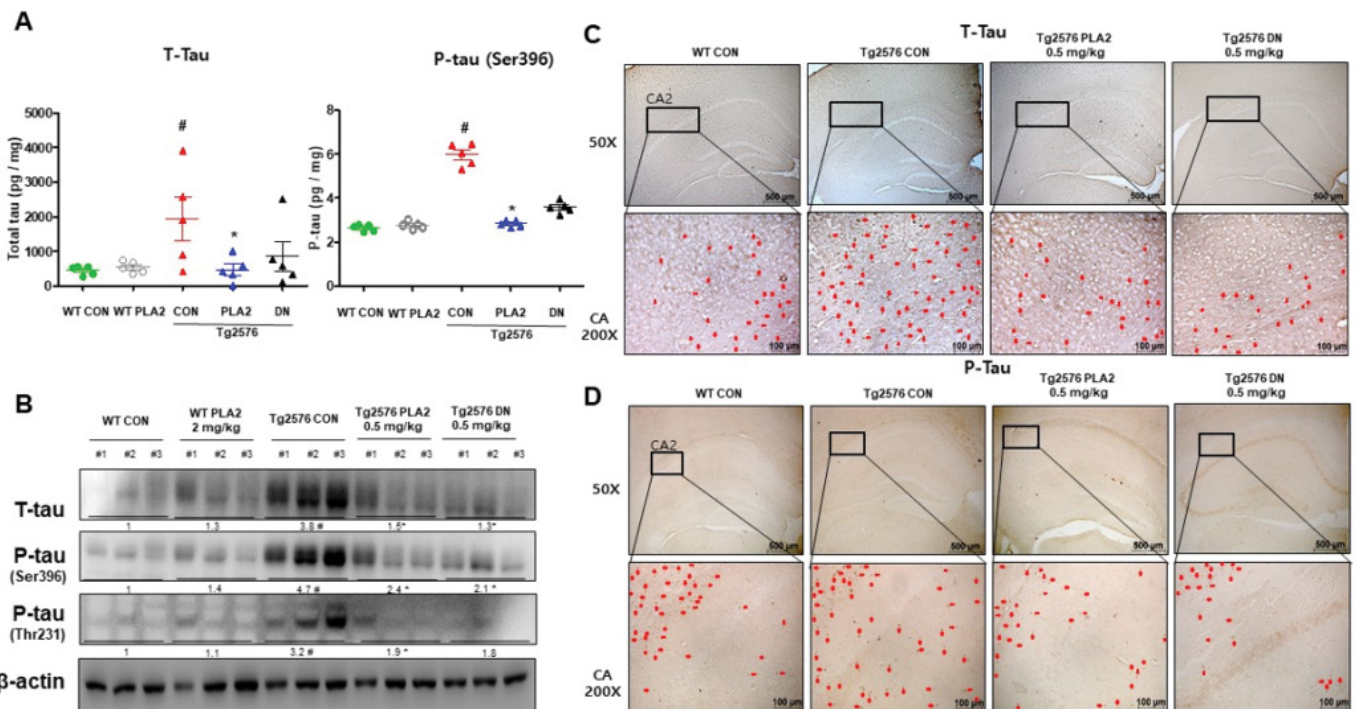 A
T-Tau
Total tau (pg / mg)
5000
4000
3000
2000
1000
0
#
*
WT CON WT PLA2 CON PLA2 DN
Tg2576
P-tau (Ser396)
P-tau (pg / mg)
8
6
4
2
0
#
*
WT CON WT PLA2 CON PLA2 DN
Tg2576
B
WT CON
WT PLA2
2 mg/kg
Tg2576 CON
Tg2576 PLA2
0.5 mg/kg
Tg2576 DN
0.5 mg/kg
#1 #2 #3 #1 #2 #3 #1 #2 #3 #1 #2 #3 #1 #2 #3
T-tau
1 1.3 3.8 # 1.5* 1.3*
P-tau
(Ser396)
1 1.4 4.7 # 2.4 * 2.1 *
P-tau
(Thr231)
1 1.1 3.2 # 1.9 * 1.8
β-actin
C
T-Tau
WT CON
Tg2576 CON
Tg2576 PLA2
0.5 mg/kg
Tg2576 DN
0.5 mg/kg
50X
CA2
500 µm
500 µm
500 µm
500 µm
CA
200X
100 µm
100 µm
100 µm
100 µm
D
P-Tau
WT CON
Tg2576 CON
Tg2576 PLA2
0.5 mg/kg
Tg2576 DN
0.5 mg/kg
50X
CA2
500 µm
500 µm
500 µm
500 µm
CA
200X
100 µm
100 µm
100 µm
100 µm